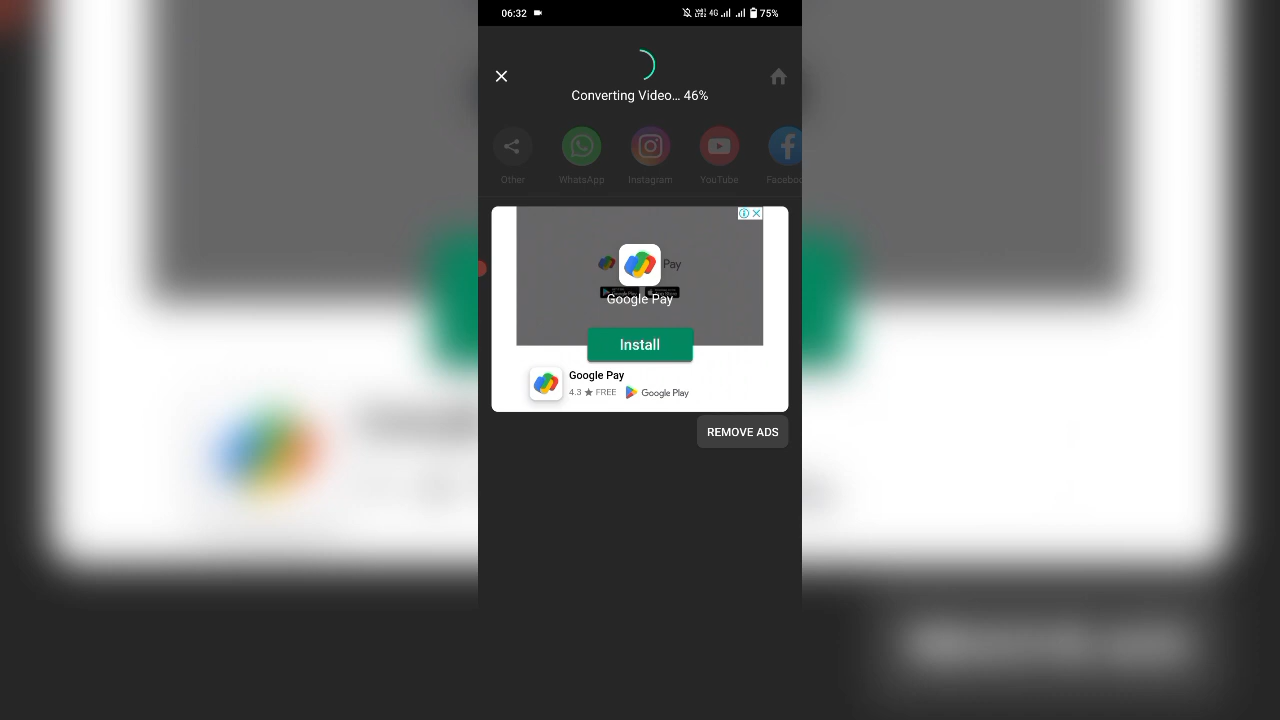 06:32 4G 75%
Converting Video... 46%
Other WhatsApp Instagram YouTube Faceboo
Pay
Google Pay
Install
Google Pay
4.3 ★ FREE Google Play
REMOVE ADS